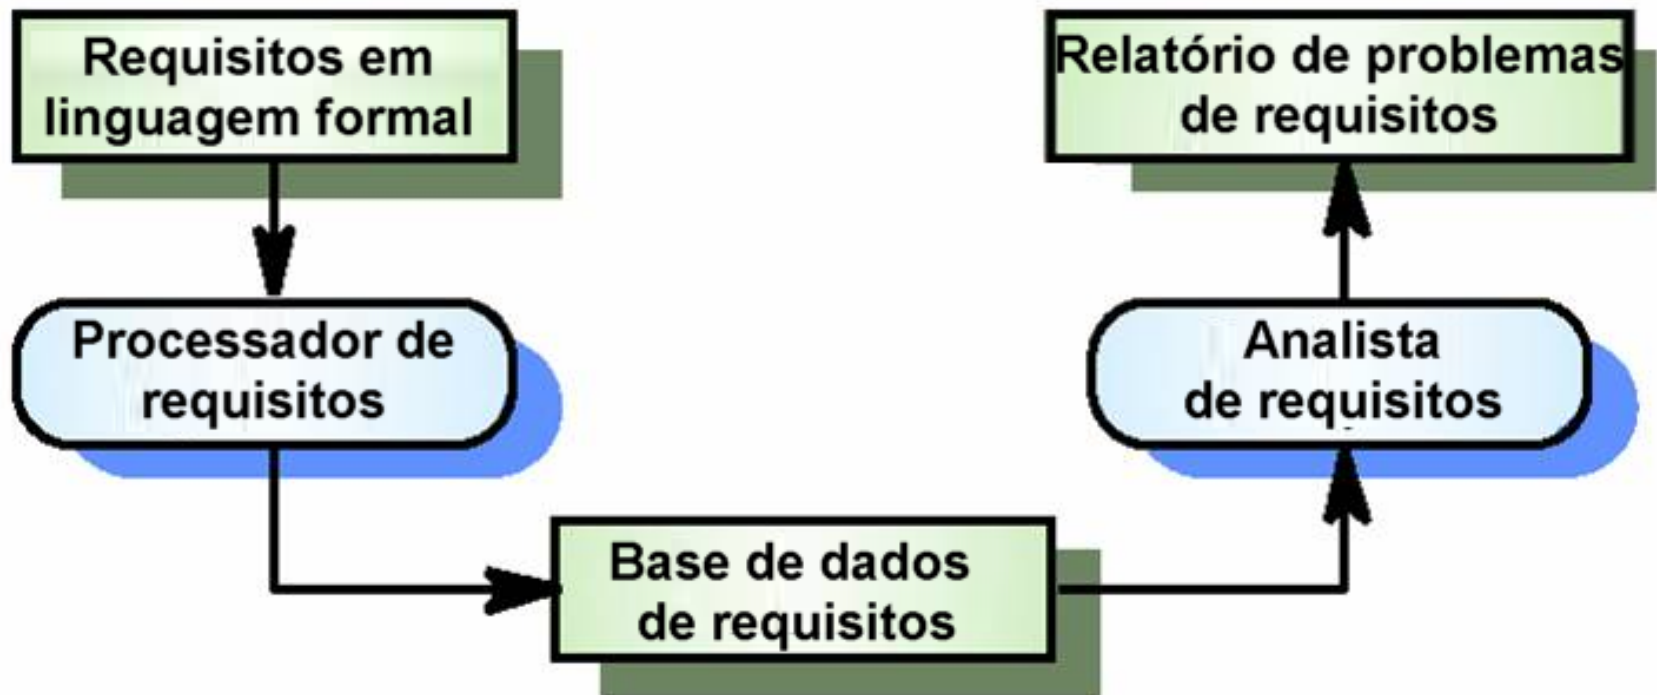 Requisitos em
linguagem formal
Processador de
requisitos
Base de dados
de requisitos
Analista
de requisitos
Relatório de problemas
de requisitos